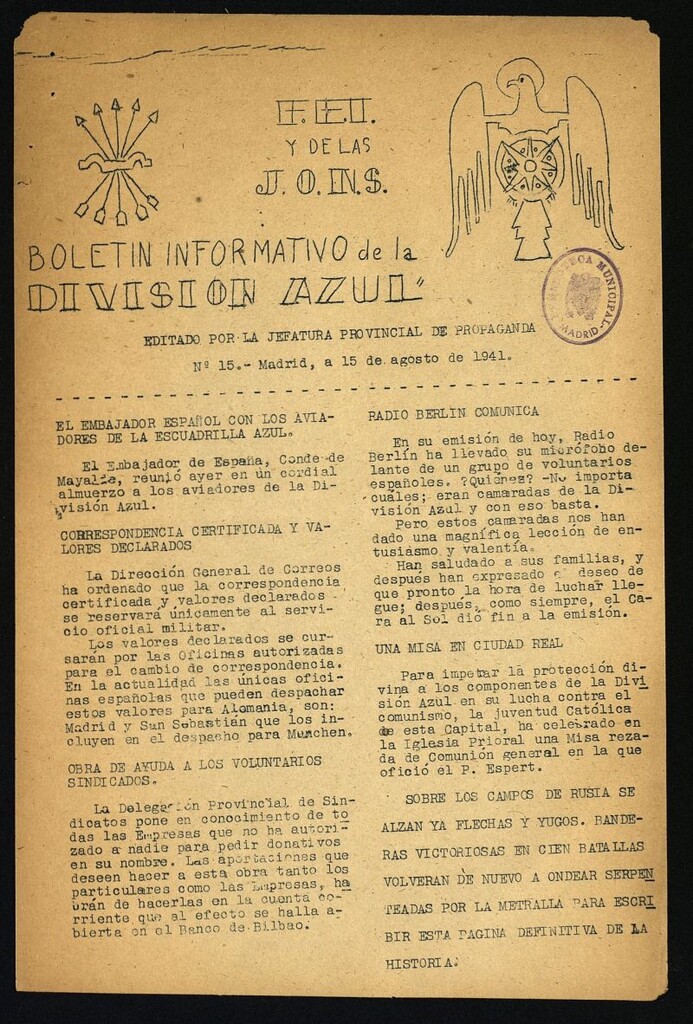 F.E.T.
Y DE LAS
J.O.N.S.
BOLETIN INFORMATIVO de la
DIVISION AZUL"
EDITADO POR LA JEFATURA PROVINCIAL DE PROPAGANDA
Nº 15.- Madrid, a 15 de agosto de 1941.
MUNICIPAL
MADRID
EL EMBAJADOR ESPAÑOL CON LOS AVIA-
DORES DE LA ESCUADRILLA AZUL.
El Embajador de España, Conde de
Mayalde, reunió ayer en un cordial
almuerzo a los aviadores de la Di-
visión Azul.
CORRESPONDENCIA CERTIFICADA Y VA-
LORES DECLARADOS
La Dirección General de Correos
ha ordenado que la correspondencia
certificada y valores declarados
se reservará únicamente al servi-
cio oficial militar.
Los valores declarados se cur-
sarán por las Oficinas autorizadas
para el cambio de correspondencia.
En la actualidad las únicas ofici-
nas españolas que pueden despachar
estos valores para Alemania, son:
Madrid y San Sebastián que los in-
cluyen en el despacho para Munchen.
OBRA DE AYUDA A LOS VOLUNTARIOS
SINDICADOS.
La Delegación Provincial de Sin-
dicatos pone en conocimiento de to
das las Empresas que no ha autori-
zado a nadie para pedir donativos
en su nombre. Las aportaciones que
deseen hacer a esta obra tanto los
particulares como las Empresas, ha
brán de hacerlas en la cuenta co-
rriente que al efecto se halla a-
bierta en el Banco de Bilbao.
RADIO BERLIN COMUNICA
En su emisión de hoy, Radio
Berlín ha llevado su micrófono de-
lante de un grupo de voluntarios
españoles. ?Quiénes? -No importa
cuáles; eran camaradas de la Di-
visión Azul y con eso basta.
Pero estos camaradas nos han
dado una magnífica lección de en-
tusiasmo y valentía.
Han saludado a sus familias, y
después han expresado e deseo de
que pronto la hora de luchar lle-
gue; después, como siempre, el Ca-
ra al Sol dió fin a la emisión.
UNA MISA EN CIUDAD REAL
Para impetrar la protección di-
vina a los componentes de la Divi
sión Azul en su lucha contra el
comunismo, la juventud Católica
de esta Capital, ha celebrado en
la Iglesia Prioral una Misa reza-
da de Comunión general en la que
ofició el P. Espert.
SOBRE LOS CAMPOS DE RUSIA SE
ALZAN YA FLECHAS Y YUGOS. BANDE-
RAS VICTORIOSAS EN CIEN BATALLAS
VOLVERAN DE NUEVO A ONDEAR SERPEN
TEADAS POR LA METRALLA PARA ESCRI
BIR ESTA PAGINA DEFINITIVA DE LA
HISTORIA.